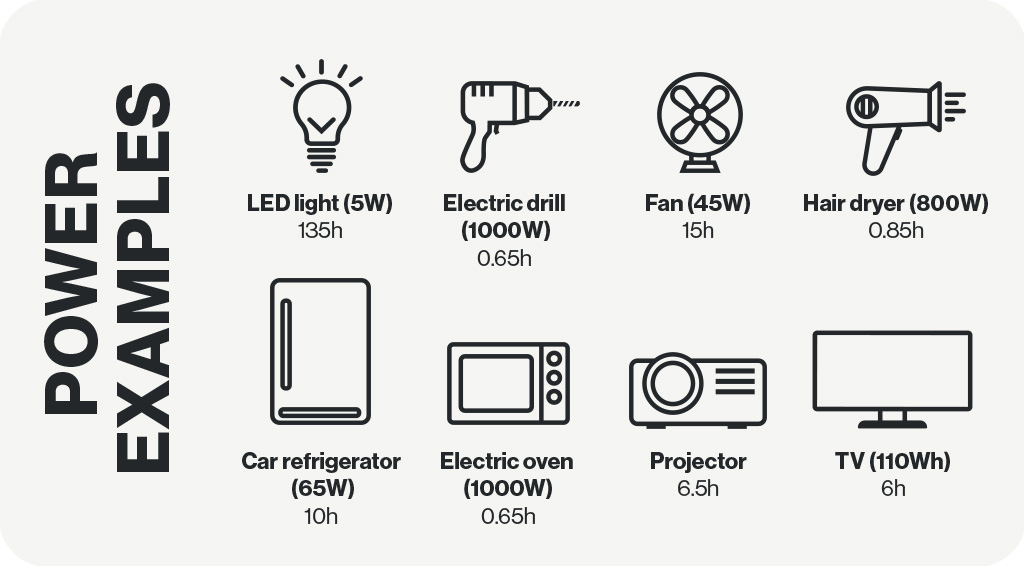 POWER
EXAMPLES
LED light (5W)
135h
Electric drill
(1000W)
0.65h
Fan (45W)
15h
Hair dryer (800W)
0.85h
Car refrigerator
(65W)
10h
Electric oven
(1000W)
0.65h
Projector
6.5h
TV (110Wh)
6h